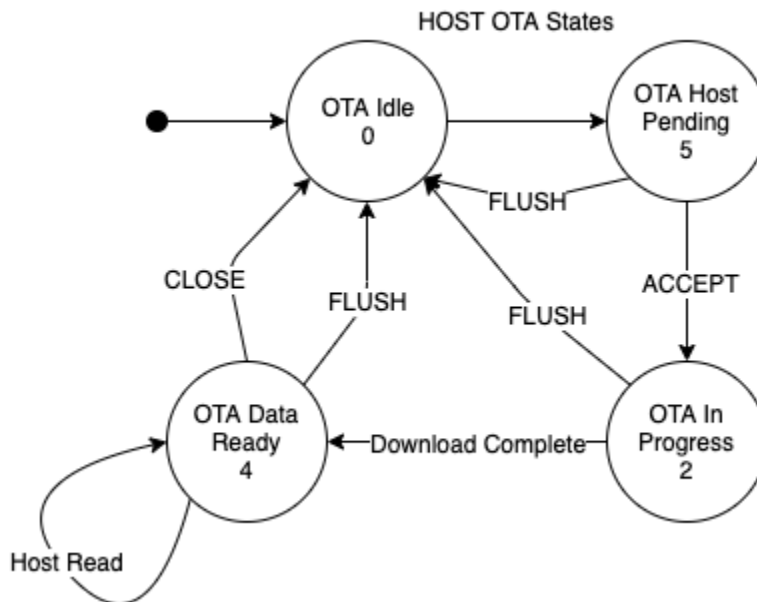 HOST OTA States
OTA Idle
0
OTA Host
Pending
5
FLUSH
CLOSE
FLUSH
FLUSH
ACCEPT
OTA Data
Ready
4
Download Complete
OTA In
Progress
2
Host Read